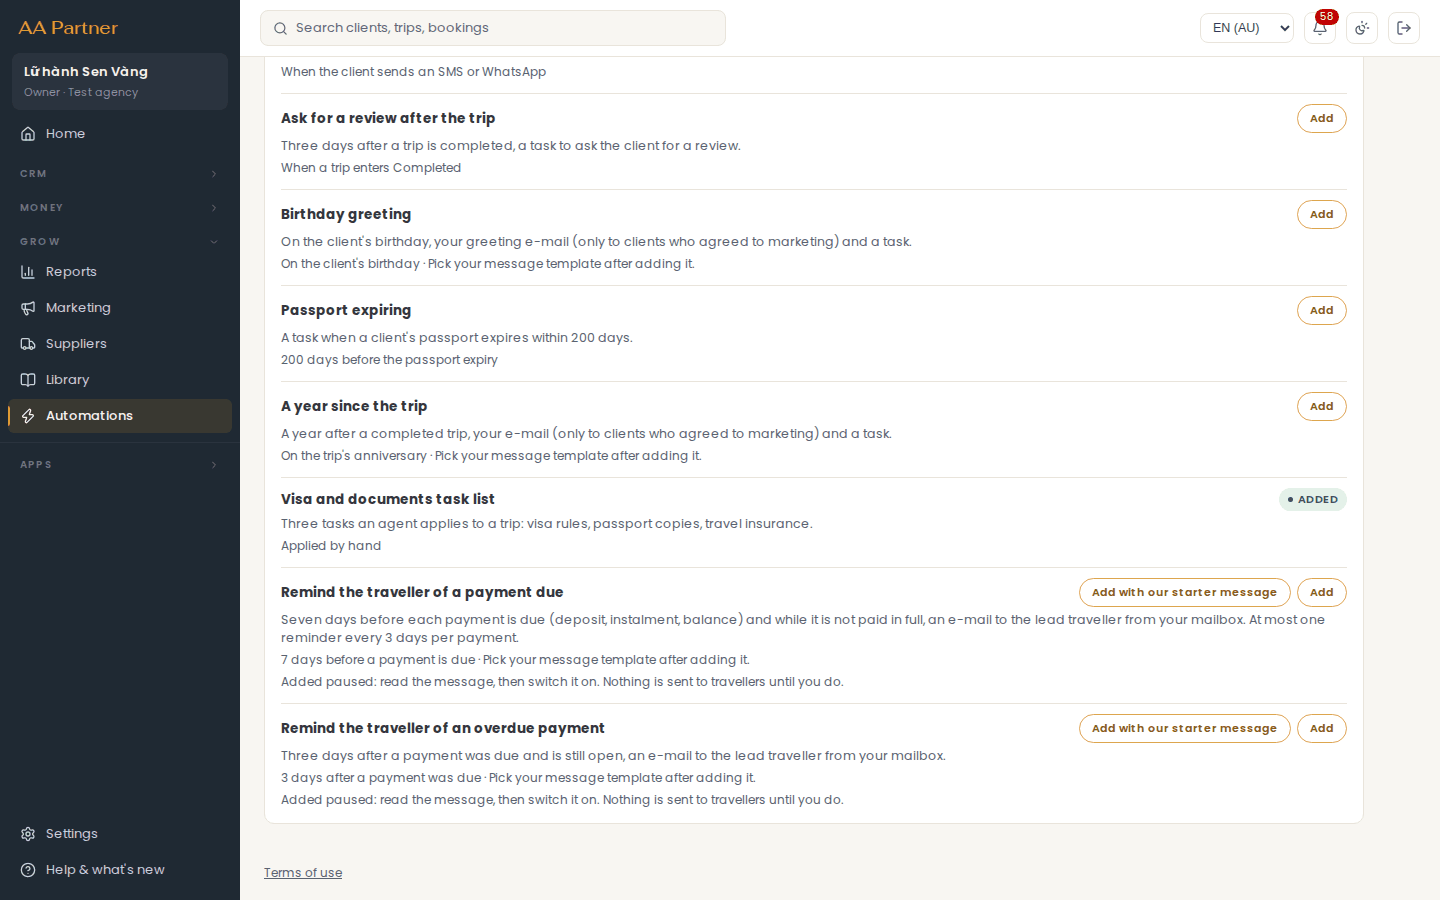 AA Partner
Lữ hành Sen Vàng
Owner · Test agency
Home
CRM
MONEY
GROW
Reports
Marketing
Suppliers
Library
Automations
APPS
Settings
Help & what's new
Search clients, trips, bookings
EN (AU)
58
When the client sends an SMS or WhatsApp
Ask for a review after the trip
Add
Three days after a trip is completed, a task to ask the client for a review.
When a trip enters Completed
Birthday greeting
Add
On the client's birthday, your greeting e-mail (only to clients who agreed to marketing) and a task.
On the client's birthday · Pick your message template after adding it.
Passport expiring
Add
A task when a client's passport expires within 200 days.
200 days before the passport expiry
A year since the trip
Add
A year after a completed trip, your e-mail (only to clients who agreed to marketing) and a task.
On the trip's anniversary · Pick your message template after adding it.
Visa and documents task list
ADDED
Three tasks an agent applies to a trip: visa rules, passport copies, travel insurance.
Applied by hand
Remind the traveller of a payment due
Add with our starter message
Add
Seven days before each payment is due (deposit, instalment, balance) and while it is not paid in full, an e-mail to the lead traveller from your mailbox. At most one
reminder every 3 days per payment.
7 days before a payment is due · Pick your message template after adding it.
Added paused: read the message, then switch it on. Nothing is sent to travellers until you do.
Remind the traveller of an overdue payment
Add with our starter message
Add
Three days after a payment was due and is still open, an e-mail to the lead traveller from your mailbox.
3 days after a payment was due · Pick your message template after adding it.
Added paused: read the message, then switch it on. Nothing is sent to travellers until you do.
Terms of use